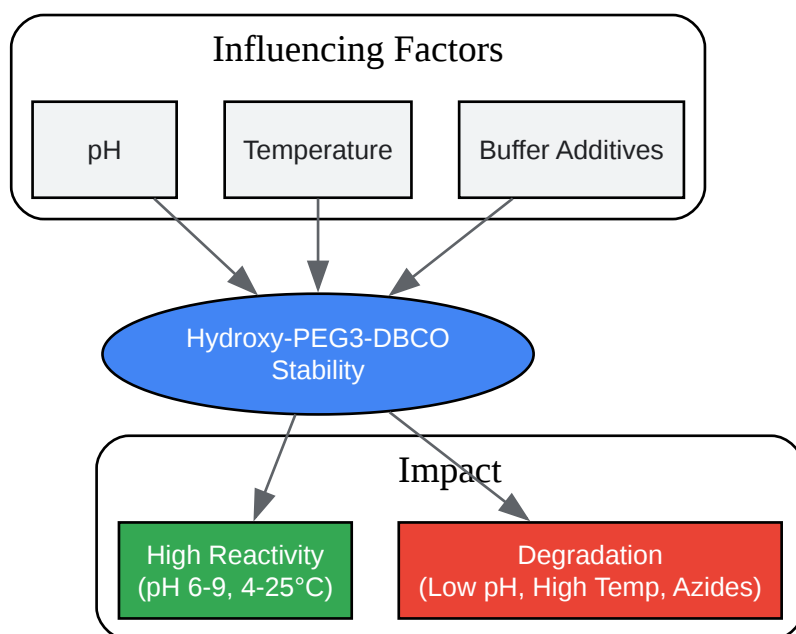 Influencing Factors
pH
Temperature
Buffer Additives
Hydroxy-PEG3-DBCO
Stability
Impact
High Reactivity
(pH 6-9, 4-25°C)
Degradation
(Low pH, High Temp, Azides)